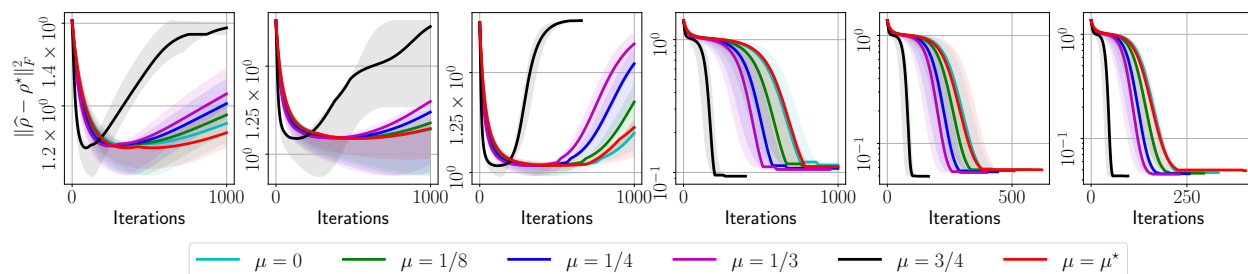 ‖ρ̂ − ρ⋆‖²_F
1.4 × 10⁰
1.2 × 10⁰
10⁰
0
1000
Iterations
1.25 × 10⁰
10⁰
10⁰
0
1000
Iterations
1.25 × 10⁰
10⁰
0
1000
Iterations
10⁰
10⁻¹
0
1000
Iterations
10⁰
10⁻¹
0
500
Iterations
10⁰
10⁻¹
0
250
Iterations
μ = 0
μ = 1/8
μ = 1/4
μ = 1/3
μ = 3/4
μ = μ⋆